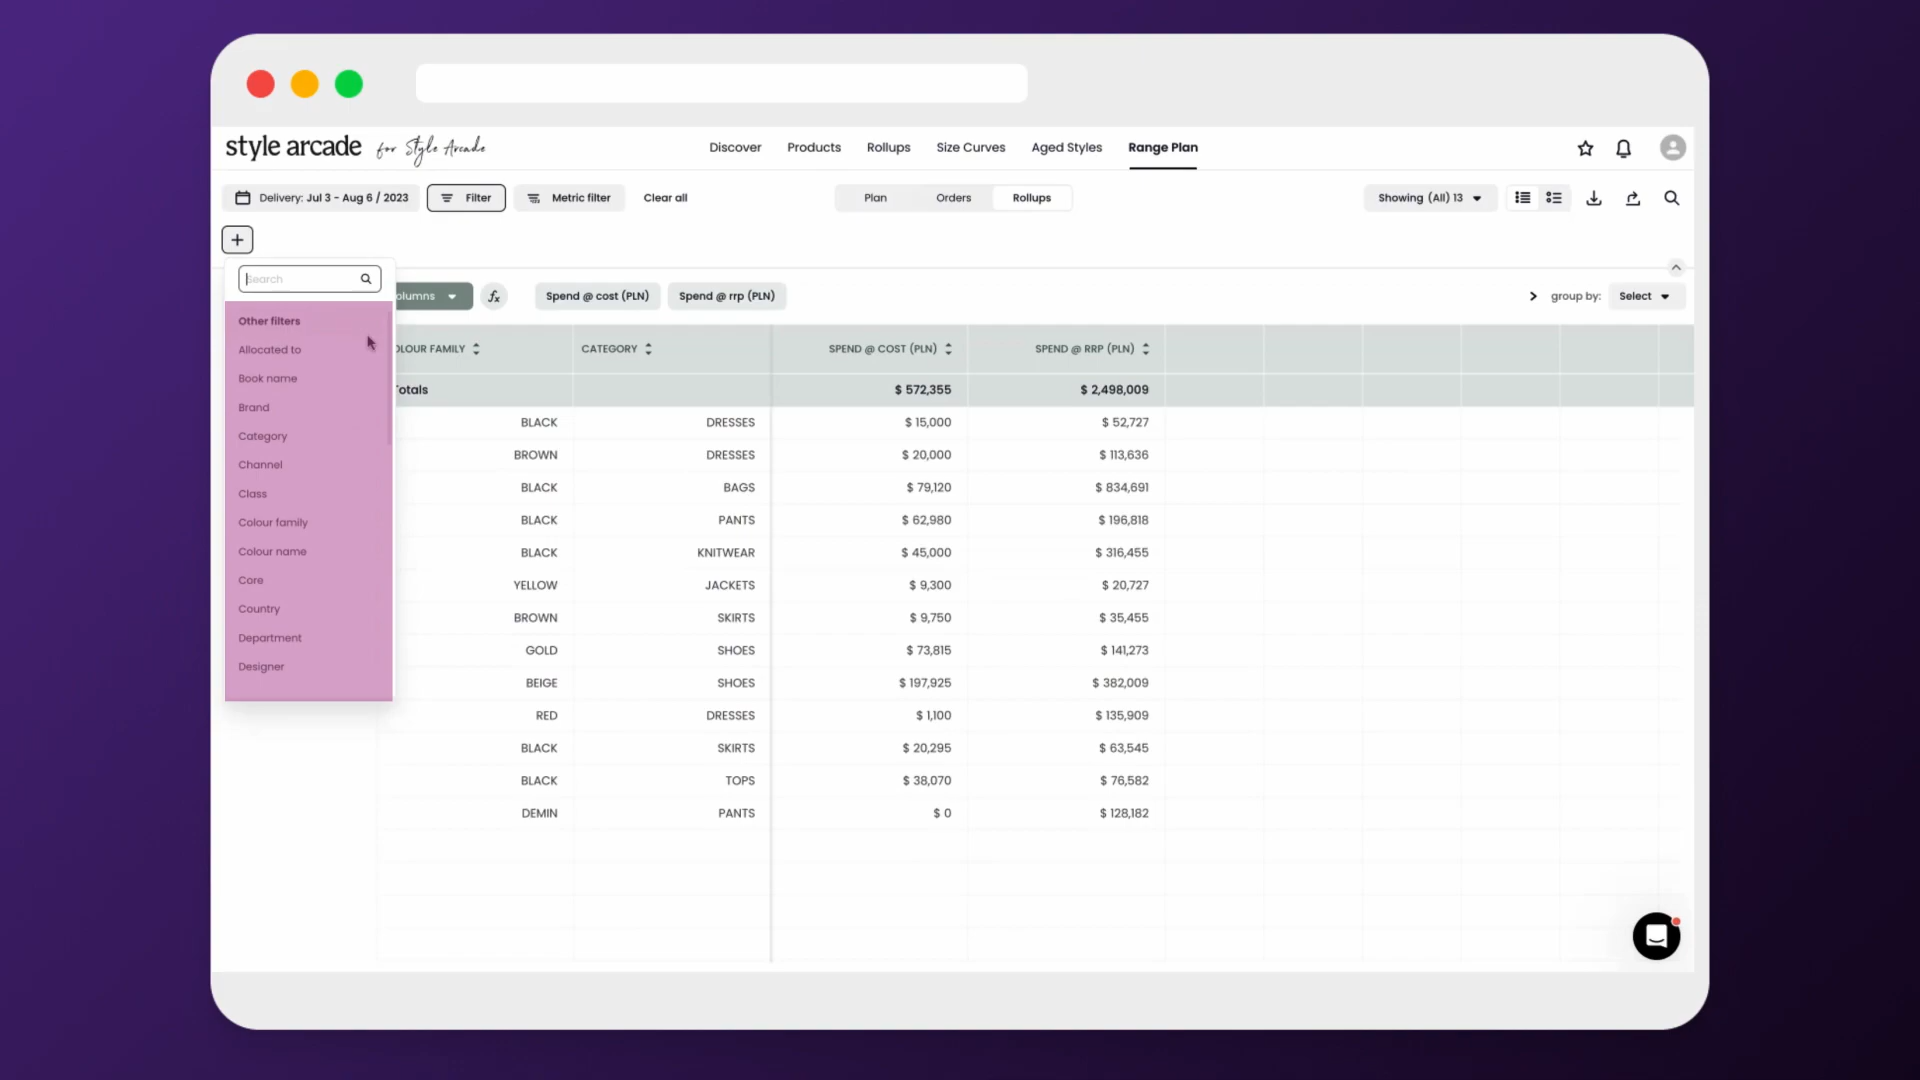 style arcade for Style Arcade Discover Products Rollups Size Curves Aged Styles Range Plan
Delivery: Jul 3 - Aug 6 / 2023 Filter Metric filter Clear all Plan Orders Rollups Showing (All) 13
Search
olumns fx Spend @ cost (PLN) Spend @ rrp (PLN) group by: Select
Other filters
Allocated to
Book name
Brand
Category
Channel
Class
Colour family
Colour name
Core
Country
Department
Designer
OLOUR FAMILY CATEGORY SPEND @ COST (PLN) SPEND @ RRP (PLN)
Totals $ 572,355 $ 2,498,009
BLACK DRESSES $ 15,000 $ 52,727
BROWN DRESSES $ 20,000 $ 113,636
BLACK BAGS $ 79,120 $ 834,691
BLACK PANTS $ 62,980 $ 196,818
BLACK KNITWEAR $ 45,000 $ 316,455
YELLOW JACKETS $ 9,300 $ 20,727
BROWN SKIRTS $ 9,750 $ 35,455
GOLD SHOES $ 73,815 $ 141,273
BEIGE SHOES $ 197,925 $ 382,009
RED DRESSES $ 1,100 $ 135,909
BLACK SKIRTS $ 20,295 $ 63,545
BLACK TOPS $ 38,070 $ 76,582
DEMIN PANTS $ 0 $ 128,182